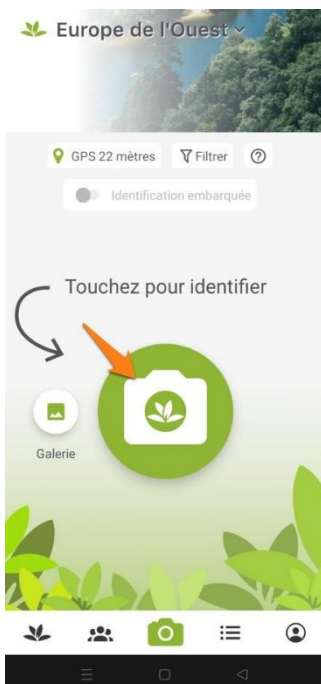 Europe de l'Ouest
GPS 22 mètres Filtrer
Identification embarquée
Touchez pour identifier
Galerie